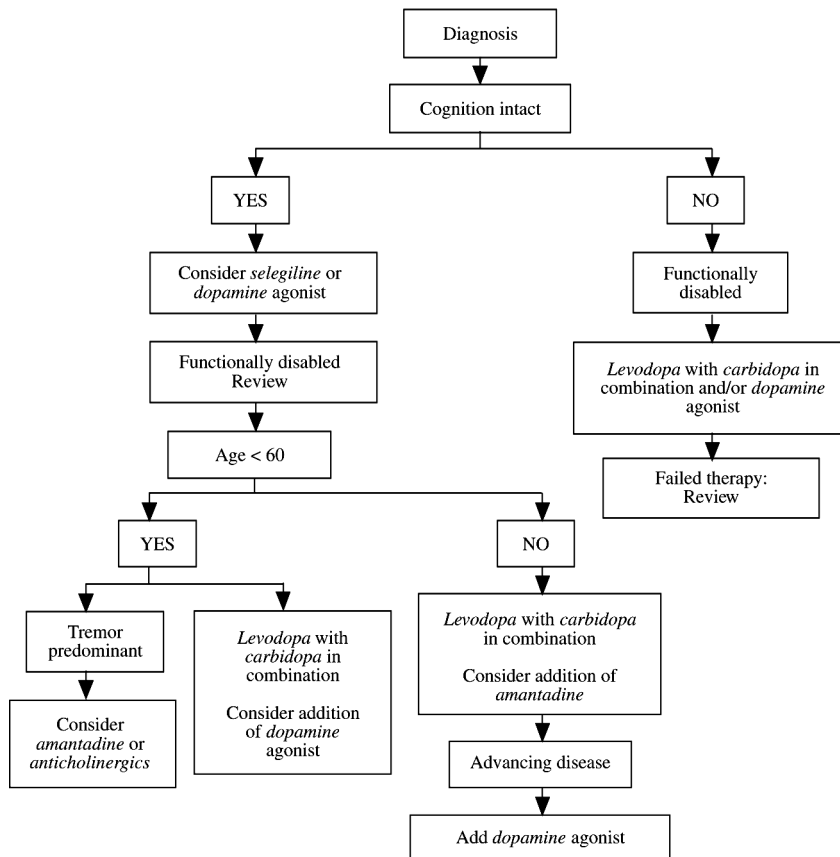 Diagnosis
Cognition intact
YES
NO
Consider selegiline or
dopamine agonist
Functionally
disabled
Functionally disabled
Review
Levodopa with carbidopa in
combination and/or dopamine
agonist
Age < 60
Failed therapy:
Review
YES
NO
Tremor
predominant
Levodopa with
carbidopa in
combination
Consider addition
of dopamine
agonist
Levodopa with carbidopa
in combination
Consider addition of
amantadine
Consider
amantadine or
anticholinergics
Advancing disease
Add dopamine agonist